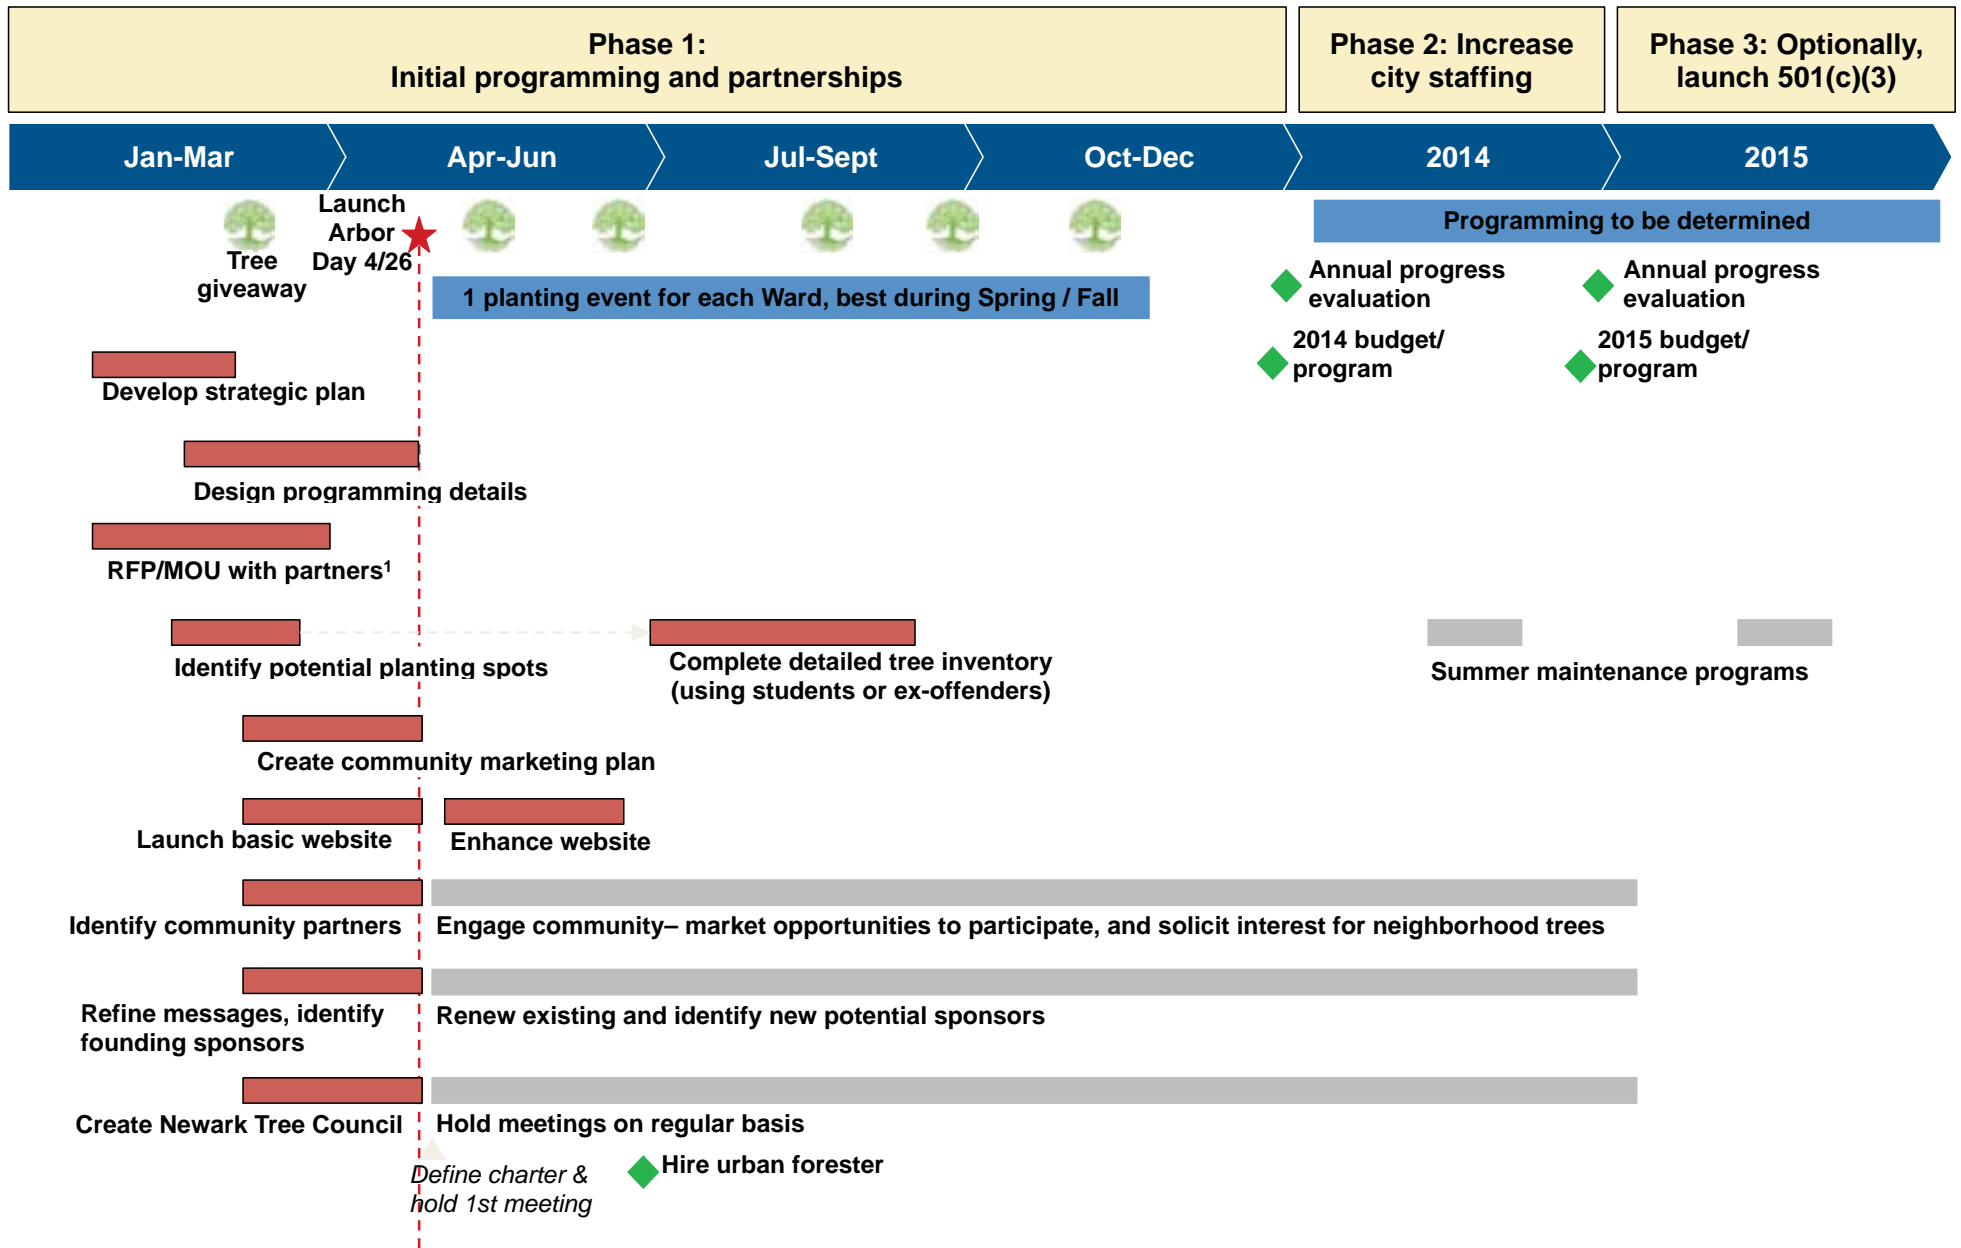 Phase 1:
Initial programming and partnerships
Phase 2: Increase
city staffing
Phase 3: Optionally,
launch 501(c)(3)
Jan-Mar
Apr-Jun
Jul-Sept
Oct-Dec
2014
2015
Tree
giveaway
Launch
Arbor
Day 4/26
Programming to be determined
1 planting event for each Ward, best during Spring / Fall
Annual progress
evaluation
Annual progress
evaluation
2014 budget/
program
2015 budget/
program
Develop strategic plan
Design programming details
RFP/MOU with partners¹
Identify potential planting spots
Complete detailed tree inventory
(using students or ex-offenders)
Summer maintenance programs
Create community marketing plan
Launch basic website
Enhance website
Identify community partners
Engage community– market opportunities to participate, and solicit interest for neighborhood trees
Refine messages, identify
founding sponsors
Renew existing and identify new potential sponsors
Create Newark Tree Council
Hold meetings on regular basis
Define charter &
hold 1st meeting
Hire urban forester